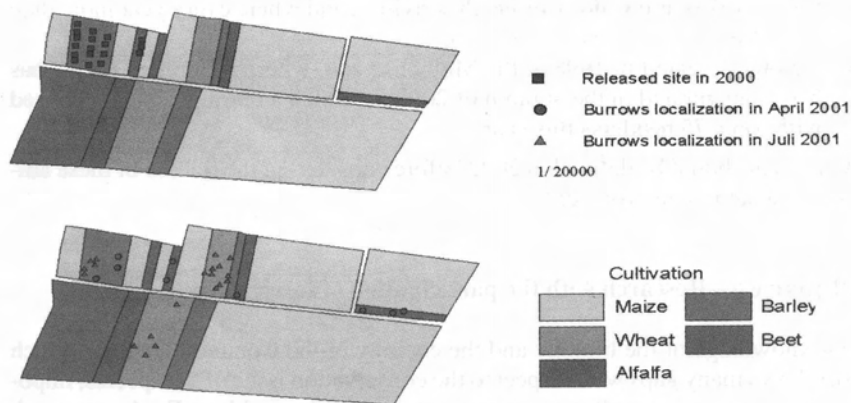 Released site in 2000
Burrows localization in April 2001
Burrows localization in Juli 2001
1/ 20000
Cultivation
Maize
Barley
Wheat
Beet
Alfalfa